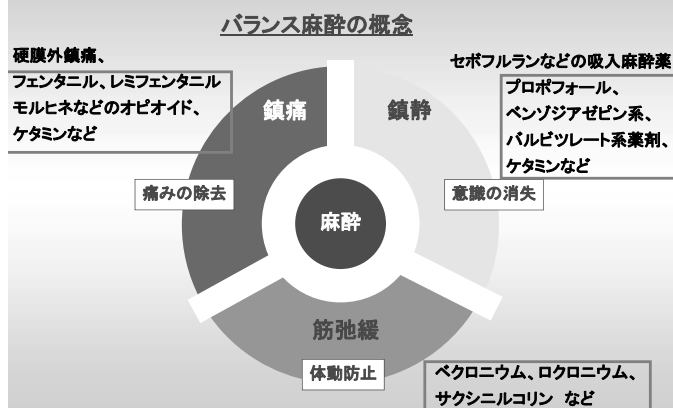 バランス麻酔の概念
硬膜外鎮痛、
フェンタニル、レミフェンタニル
モルヒネなどのオピオイド、
ケタミンなど
セボフルランなどの吸入麻酔薬
プロポフォール、
ベンゾジアゼピン系、
バルビツレート系薬剤、
ケタミンなど
鎮痛
鎮静
痛みの除去
意識の消失
麻酔
筋弛緩
体動防止
ベクロニウム、ロクロニウム、
サクシニルコリン など